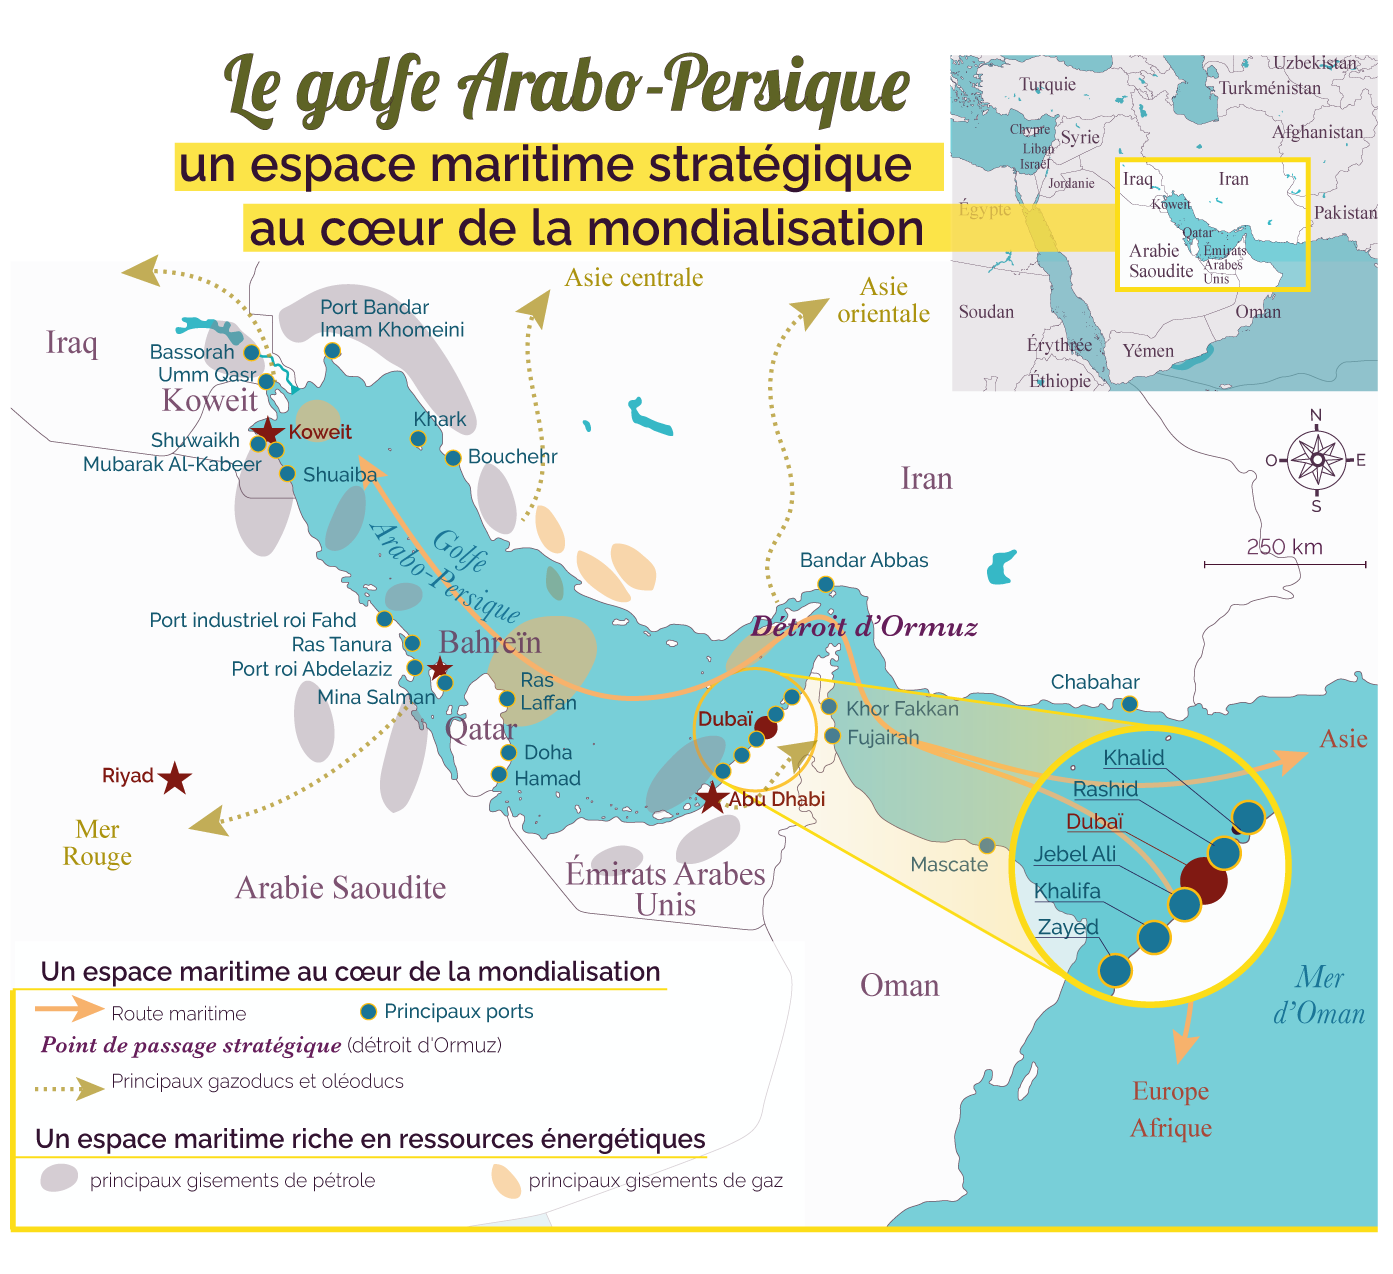 Le golfe Arabo-Persique
un espace maritime stratégique
au cœur de la mondialisation
Uzbekistan
Turquie
Turkménistan
Chypre
Syrie
Afghanistan
Liban
Israël
Jordanie
Iraq
Iran
Koweit
Égypte
Pakistan
Qatar
Arabie
Saoudite
Émirats
Arabes
Unis
Soudan
Oman
Érythrée
Yémen
Éthiopie
Asie centrale
Asie
orientale
Port Bandar
Imam Khomeini
Iraq
Bassorah
Umm Qasr
Koweit
Koweit
Khark
Shuwaikh
Mubarak Al-Kabeer
Shuaiba
Bouchehr
Iran
N
O
E
S
250 km
Golfe
Arabo-Persique
Bandar Abbas
Détroit d'Ormuz
Port industriel roi Fahd
Ras Tanura
Bahreïn
Port roi Abdelaziz
Mina Salman
Ras
Laffan
Qatar
Doha
Hamad
Dubaï
Khor Fakkan
Fujairah
Chabahar
Asie
Riyad
Abu Dhabi
Mer
Rouge
Mascate
Khalid
Rashid
Dubaï
Jebel Ali
Khalifa
Zayed
Arabie Saoudite
Émirats Arabes
Unis
Oman
Mer
d'Oman
Europe
Afrique
Un espace maritime au cœur de la mondialisation
Route maritime
Principaux ports
Point de passage stratégique (détroit d'Ormuz)
Principaux gazoducs et oléoducs
Un espace maritime riche en ressources énergétiques
principaux gisements de pétrole
principaux gisements de gaz